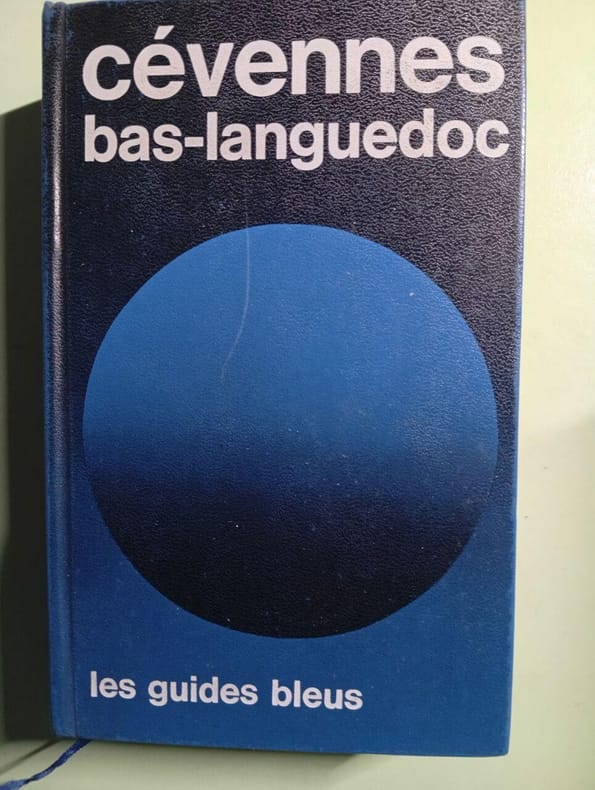 cévennes
bas-languedoc
les guides bleus